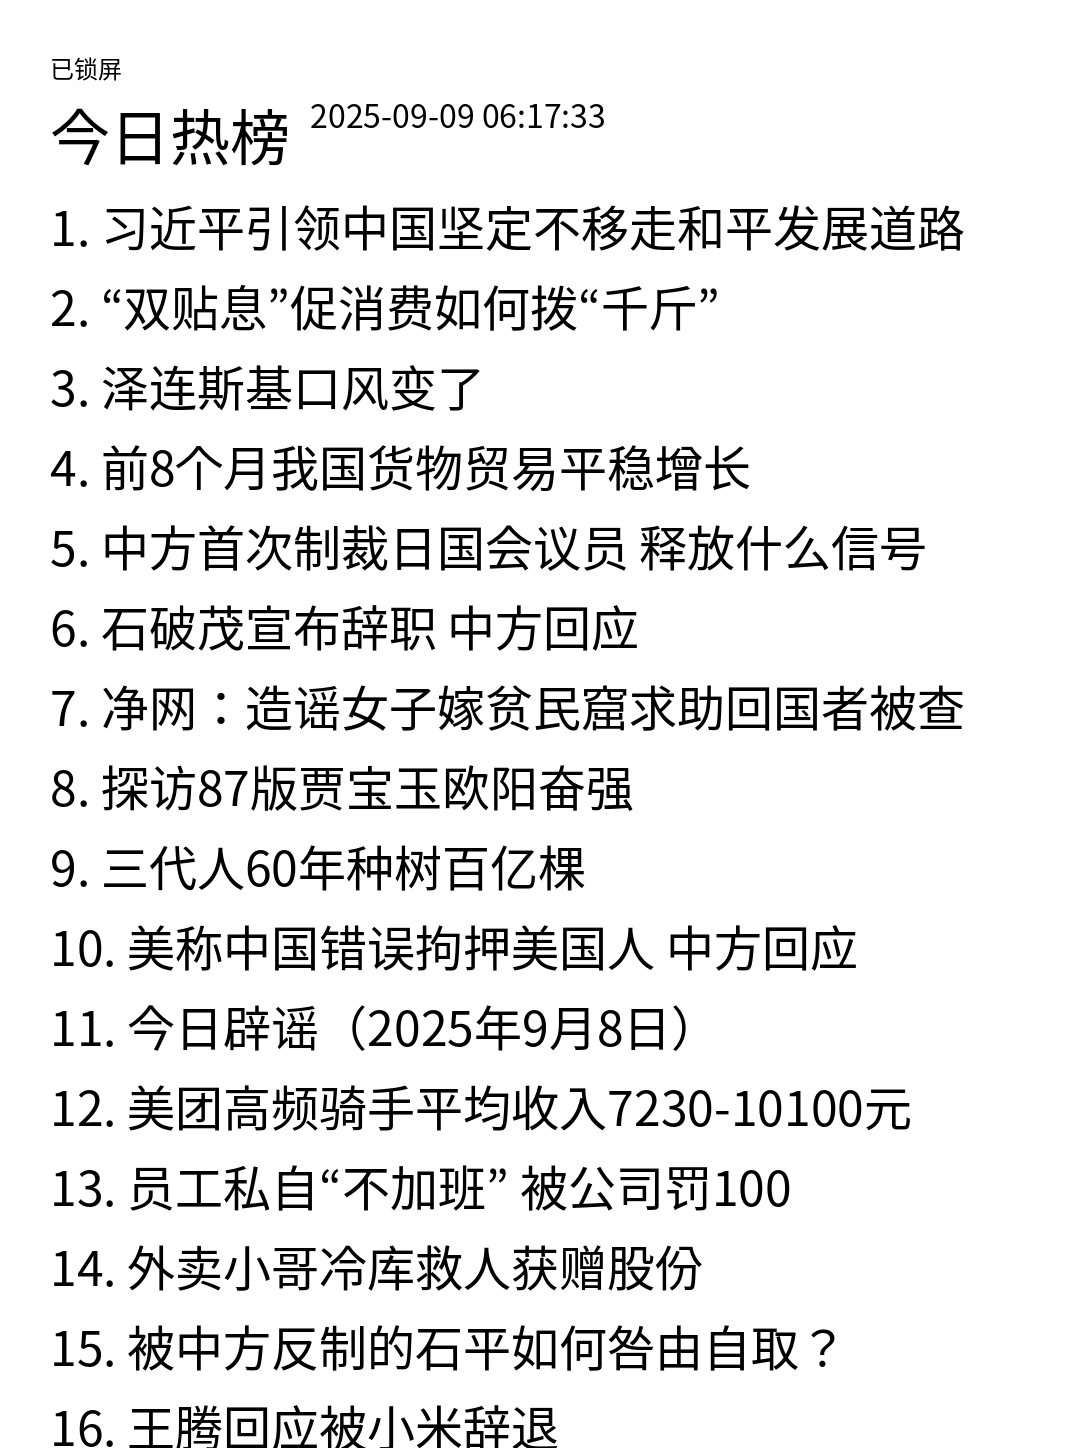 已锁屏
今日热榜 2025-09-09 06:17:33
1. 习近平引领中国坚定不移走和平发展道路
2. “双贴息”促消费如何拨“千斤”
3. 泽连斯基口风变了
4. 前8个月我国货物贸易平稳增长
5. 中方首次制裁日国会议员 释放什么信号
6. 石破茂宣布辞职 中方回应
7. 净网：造谣女子嫁贫民窟求助回国者被查
8. 探访87版贾宝玉欧阳奋强
9. 三代人60年种树百亿棵
10. 美称中国错误拘押美国人 中方回应
11. 今日辟谣（2025年9月8日）
12. 美团高频骑手平均收入7230-10100元
13. 员工私自“不加班” 被公司罚100
14. 外卖小哥冷库救人获赠股份
15. 被中方反制的石平如何咎由自取？
16. 王腾回应被小米辞退